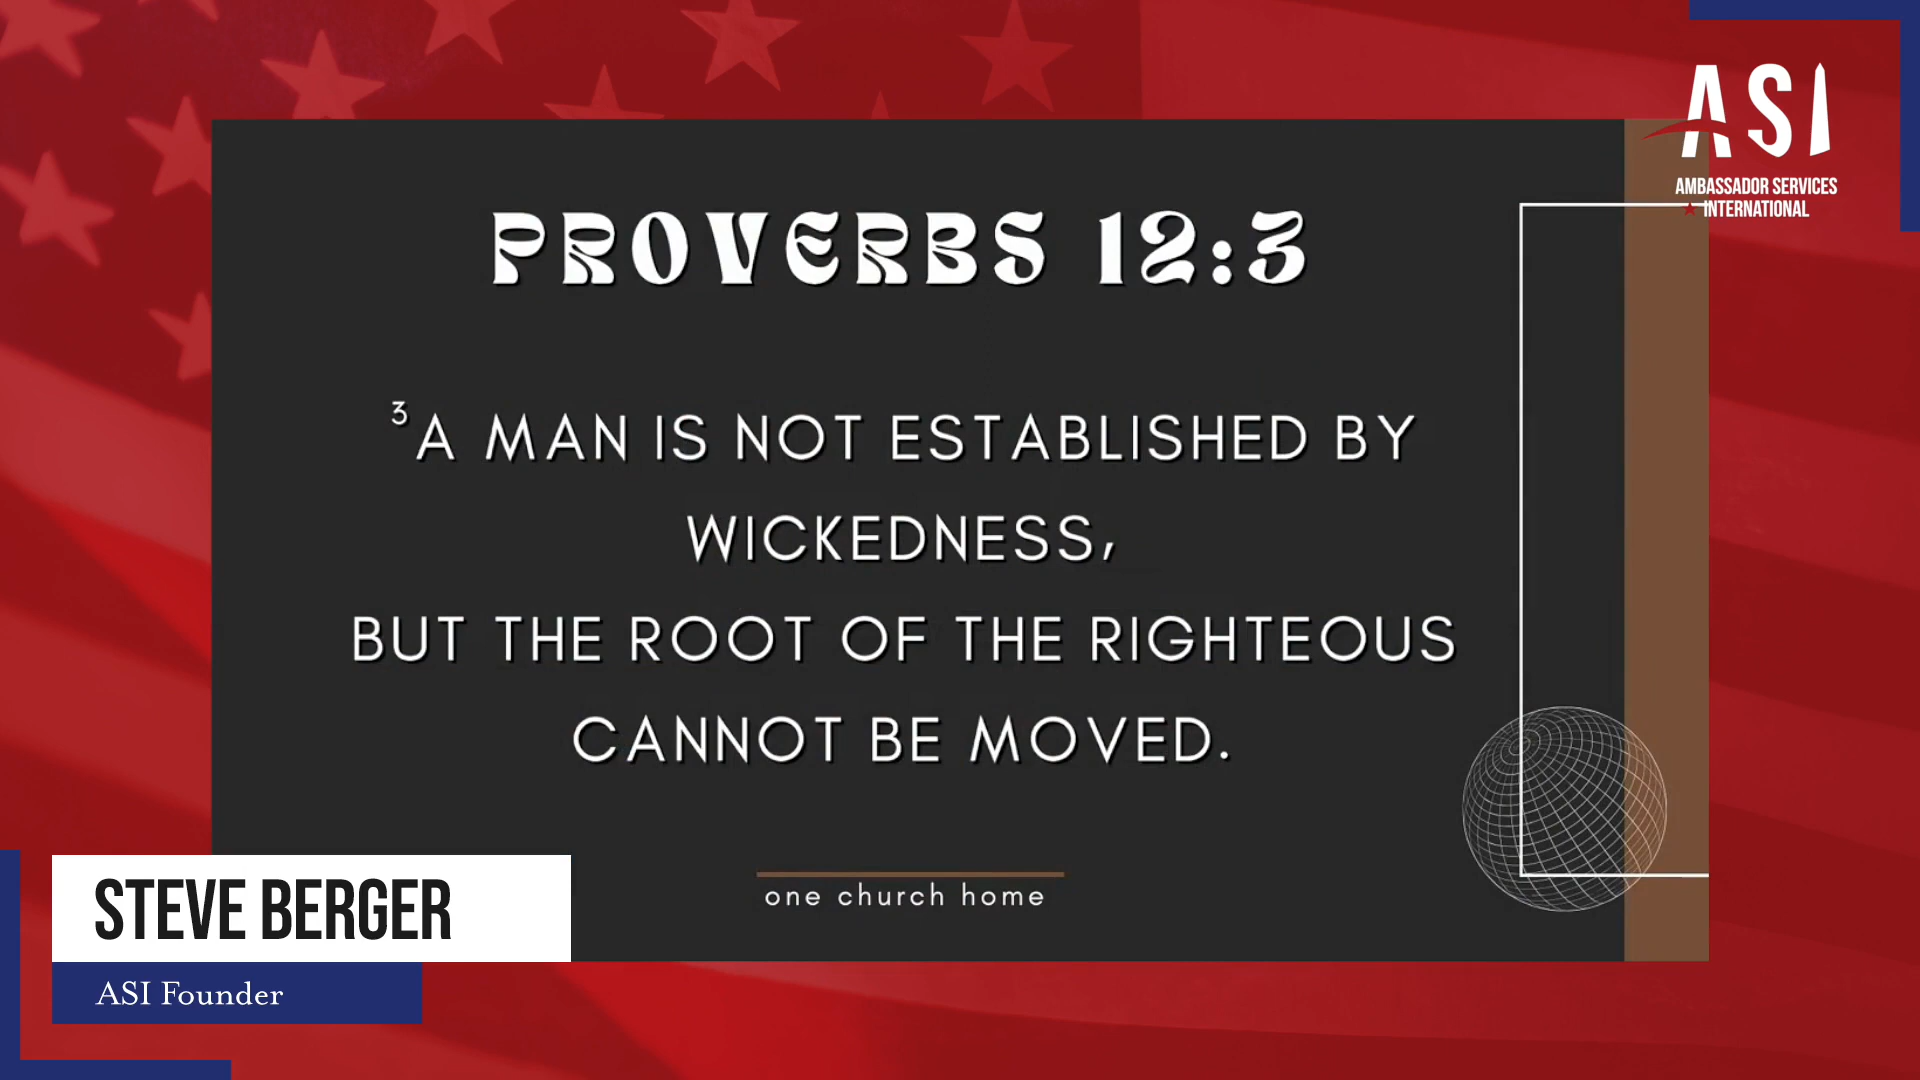 ASI
AMBASSADOR SERVICES
INTERNATIONAL
PROVERBS 12:3
³A MAN IS NOT ESTABLISHED BY
WICKEDNESS,
BUT THE ROOT OF THE RIGHTEOUS
CANNOT BE MOVED.
one church home
STEVE BERGER
ASI Founder